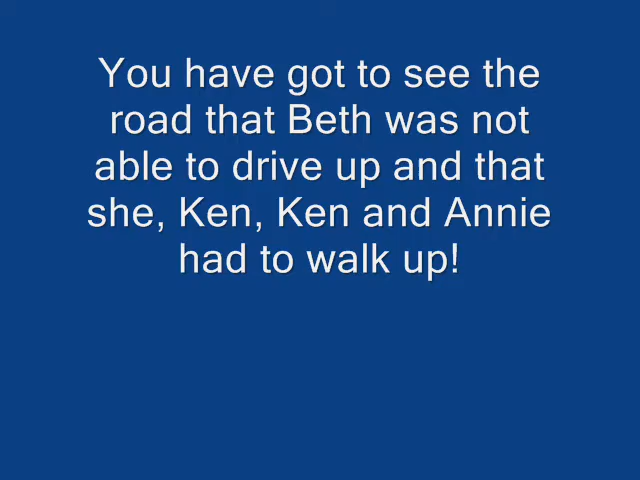 You have got to see the
road that Beth was not
able to drive up and that
she, Ken, Ken and Annie
had to walk up!